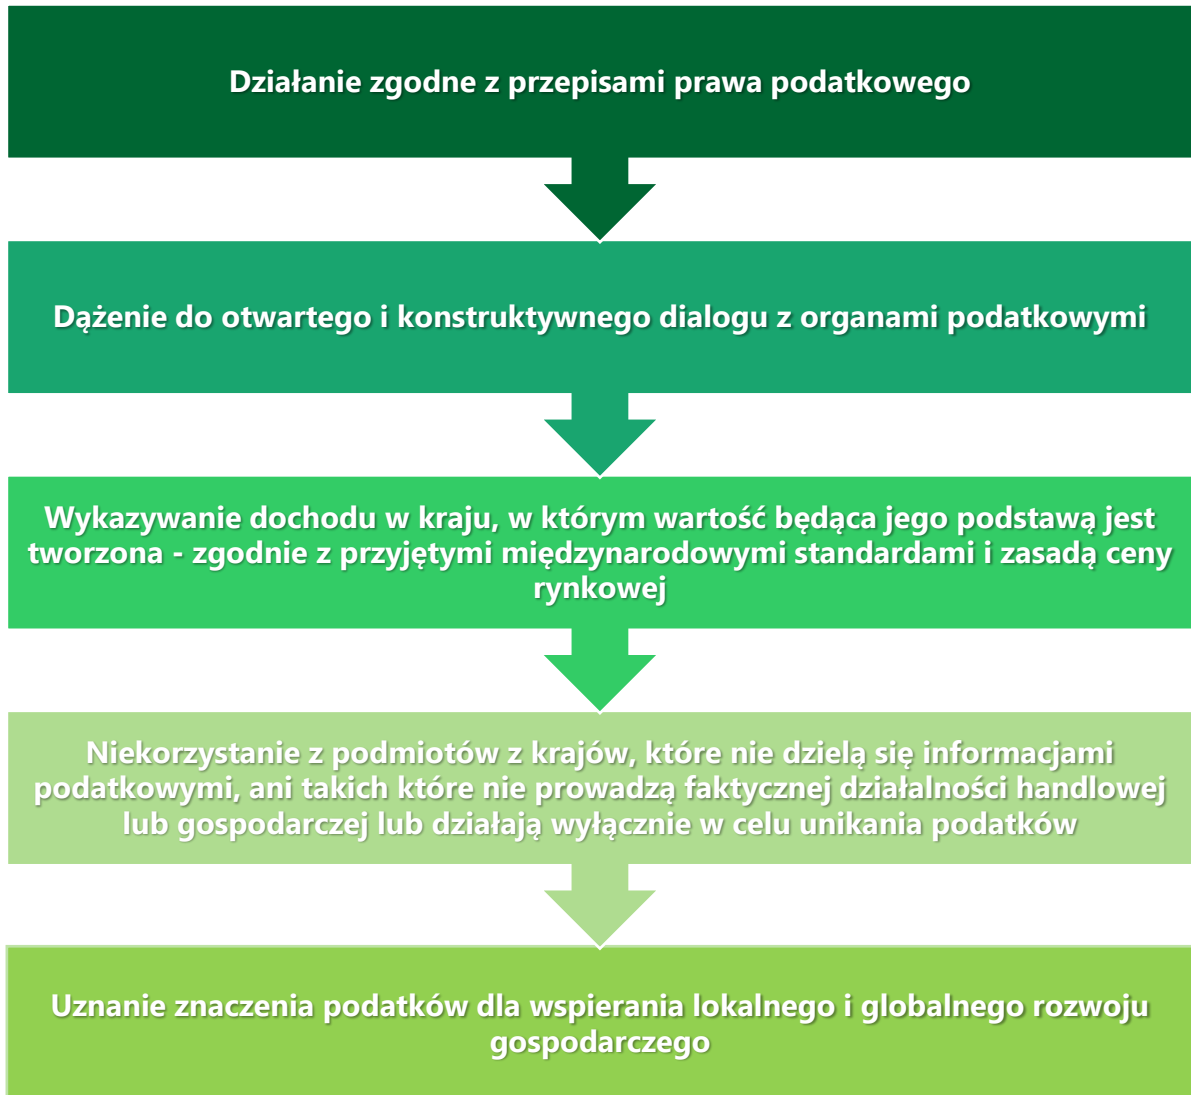 Działanie zgodne z przepisami prawa podatkowego
Dążenie do otwartego i konstruktywnego dialogu z organami podatkowymi
Wykazywanie dochodu w kraju, w którym wartość będąca jego podstawą jest
tworzona - zgodnie z przyjętymi międzynarodowymi standardami i zasadą ceny
rynkowej
Niekorzystanie z podmiotów z krajów, które nie dzielą się informacjami
podatkowymi, ani takich które nie prowadzą faktycznej działalności handlowej
lub gospodarczej lub działają wyłącznie w celu unikania podatków
Uznanie znaczenia podatków dla wspierania lokalnego i globalnego rozwoju
gospodarczego